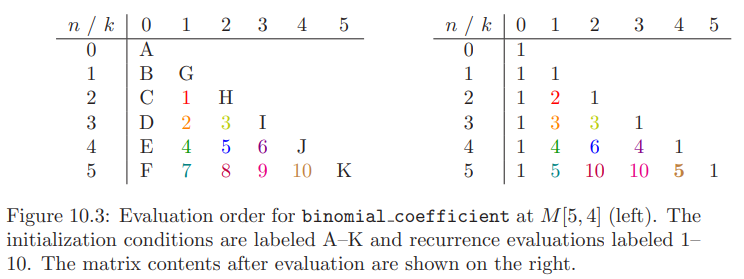 n / k 0 1 2 3 4 5 n / k 0 1 2 3 4 5
0 A 0 1
1 B G 1 1 1
2 C 1 H 2 1 2 1
3 D 2 3 I 3 1 3 3 1
4 E 4 5 6 J 4 1 4 6 4 1
5 F 7 8 9 10 K 5 1 5 10 10 5 1
Figure 10.3: Evaluation order for binomial_coefficient at M[5, 4] (left). The
initialization conditions are labeled A–K and recurrence evaluations labeled 1–
10. The matrix contents after evaluation are shown on the right.